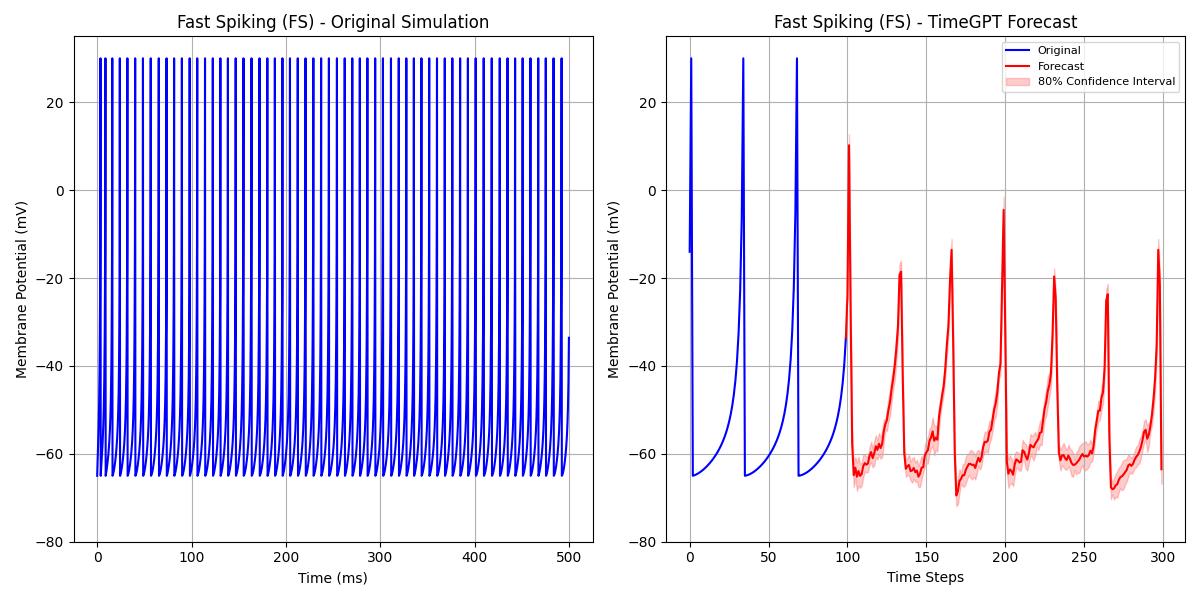 Fast Spiking (FS) - Original Simulation
Membrane Potential (mV)
20
0
−20
−40
−60
−80
0 100 200 300 400 500
Time (ms)
Fast Spiking (FS) - TimeGPT Forecast
Original
Forecast
80% Confidence Interval
Membrane Potential (mV)
20
0
−20
−40
−60
−80
0 50 100 150 200 250 300
Time Steps